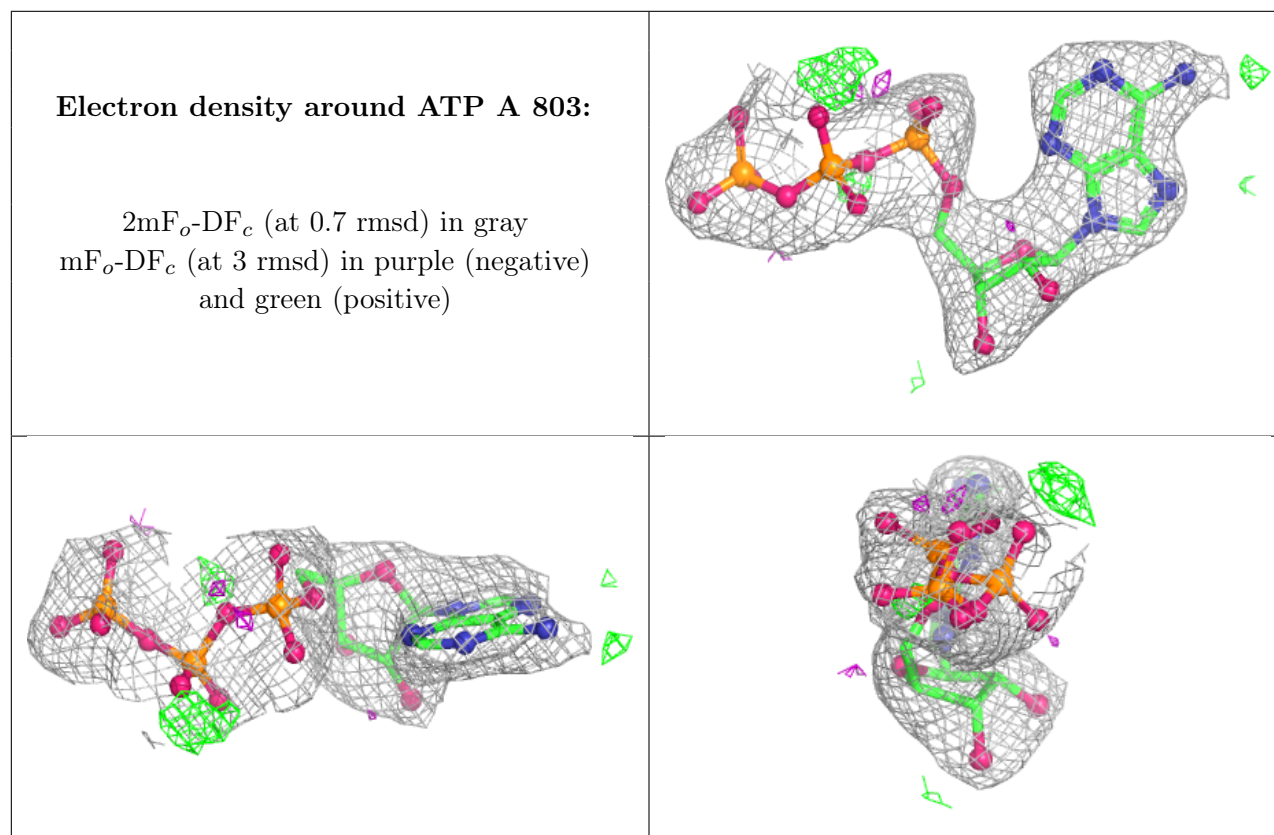 Electron density around ATP A 803:
2mFₒ-DF𝒸 (at 0.7 rmsd) in gray
mFₒ-DF𝒸 (at 3 rmsd) in purple (negative)
and green (positive)